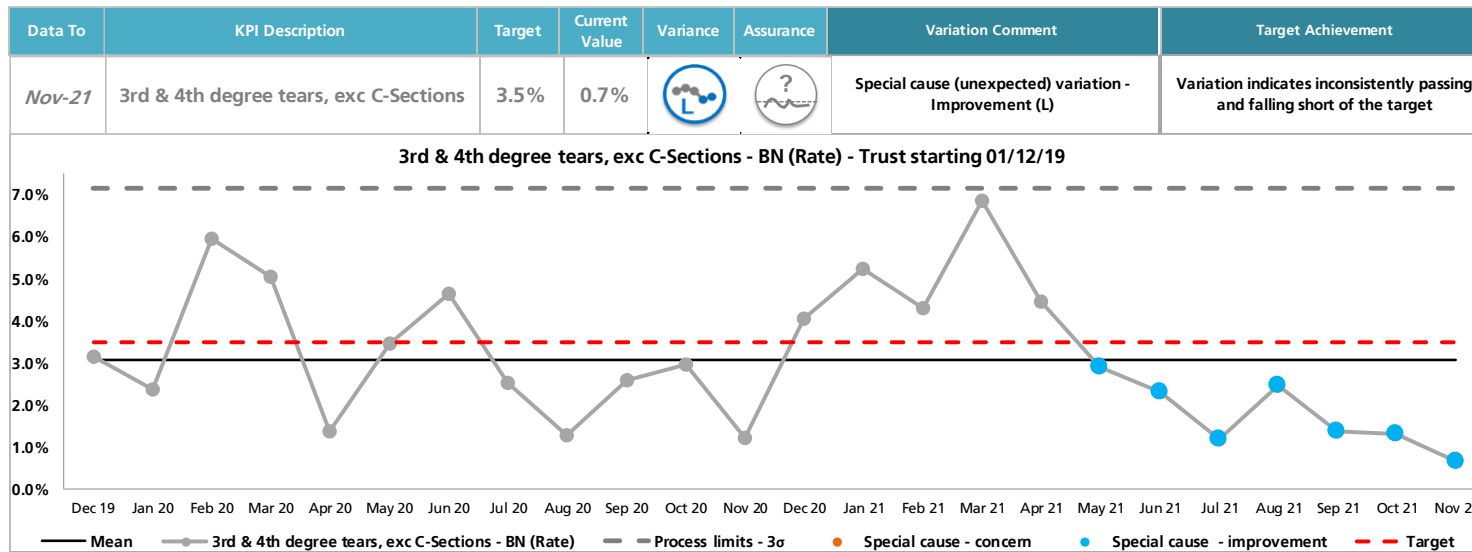 Data To KPI Description Target Current Value Variance Assurance Variation Comment Target Achievement
Nov-21 3rd & 4th degree tears, exc C-Sections 3.5% 0.7% L ? Special cause (unexpected) variation - Improvement (L) Variation indicates inconsistently passing and falling short of the target
3rd & 4th degree tears, exc C-Sections - BN (Rate) - Trust starting 01/12/19
7.0%
6.0%
5.0%
4.0%
3.0%
2.0%
1.0%
0.0%
Dec 19 Jan 20 Feb 20 Mar 20 Apr 20 May 20 Jun 20 Jul 20 Aug 20 Sep 20 Oct 20 Nov 20 Dec 20 Jan 21 Feb 21 Mar 21 Apr 21 May 21 Jun 21 Jul 21 Aug 21 Sep 21 Oct 21 Nov 2
Mean 3rd & 4th degree tears, exc C-Sections - BN (Rate) Process limits - 3σ Special cause - concern Special cause - improvement Target